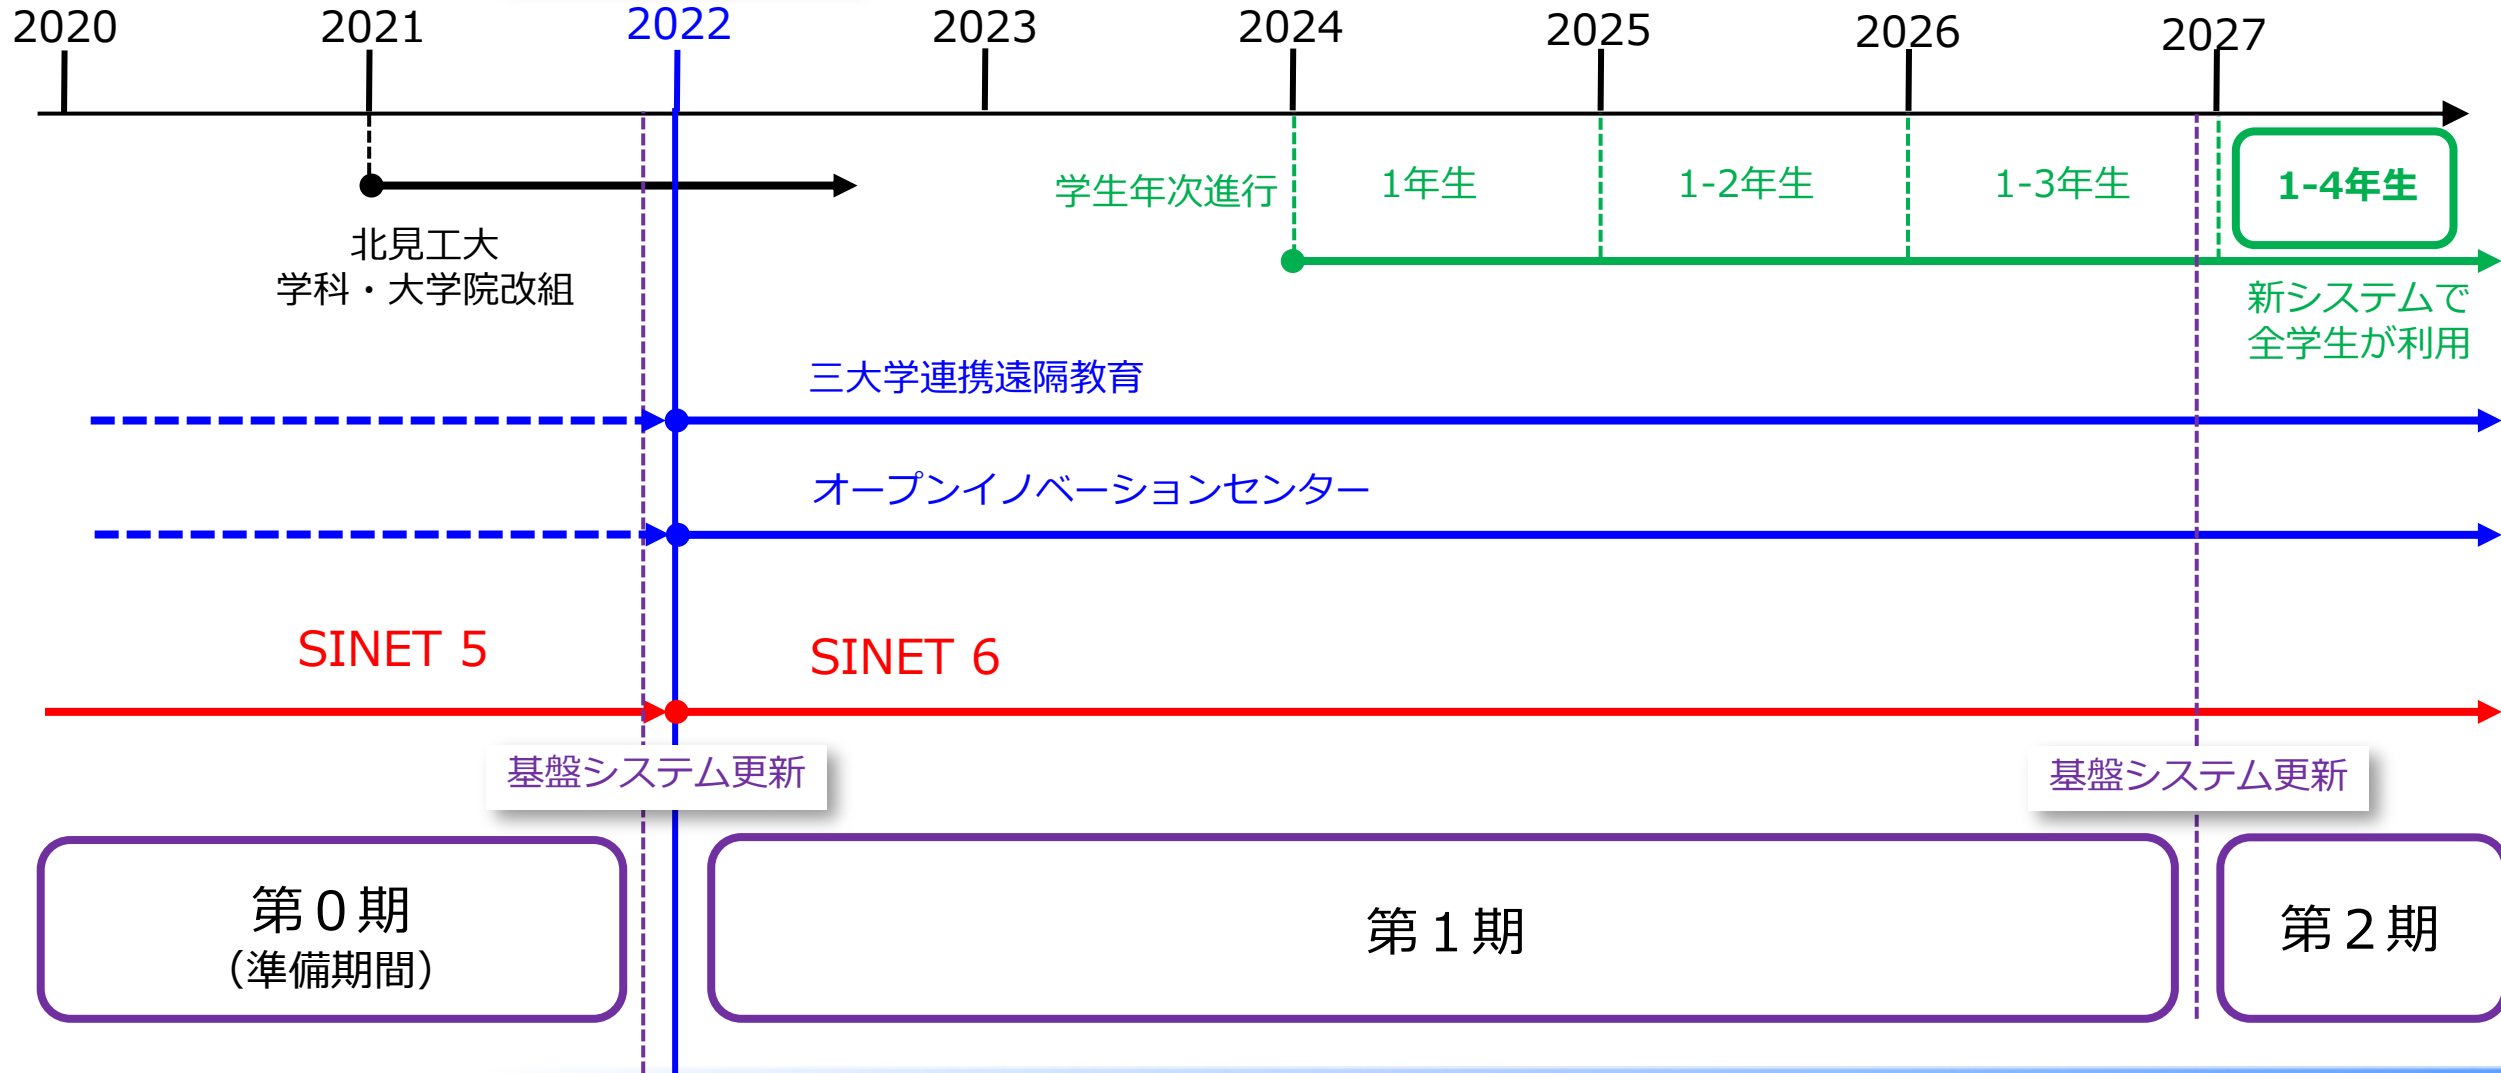 2020
2021
2022
2023
2024
2025
2026
2027
学生年次進行
1年生
1-2年生
1-3年生
1-4年生
北見工大
学科・大学院改組
新システムで
全学生が利用
三大学連携遠隔教育
オープンイノベーションセンター
SINET 5
SINET 6
基盤システム更新
基盤システム更新
第０期
（準備期間）
第１期
第２期